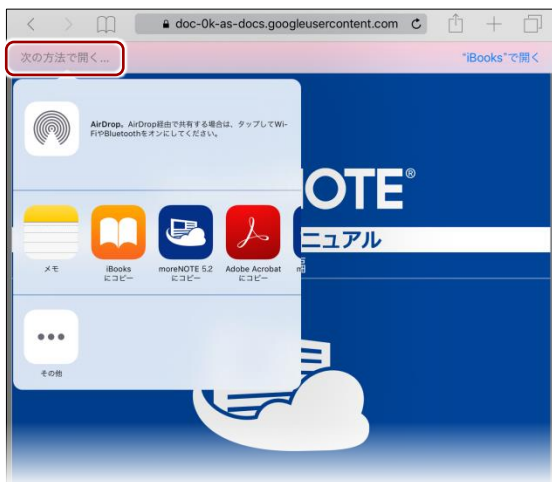 doc-0k-as-docs.googleusercontent.com
次の方法で開く...
"iBooks"で開く
AirDrop。AirDrop経由で共有する場合は、タップしてWi-
FiやBluetoothをオンにしてください。
OTE®
ニュアル
メモ
iBooks
にコピー
moreNOTE 5.2
にコピー
Adobe Acrobat
にコピー
その他